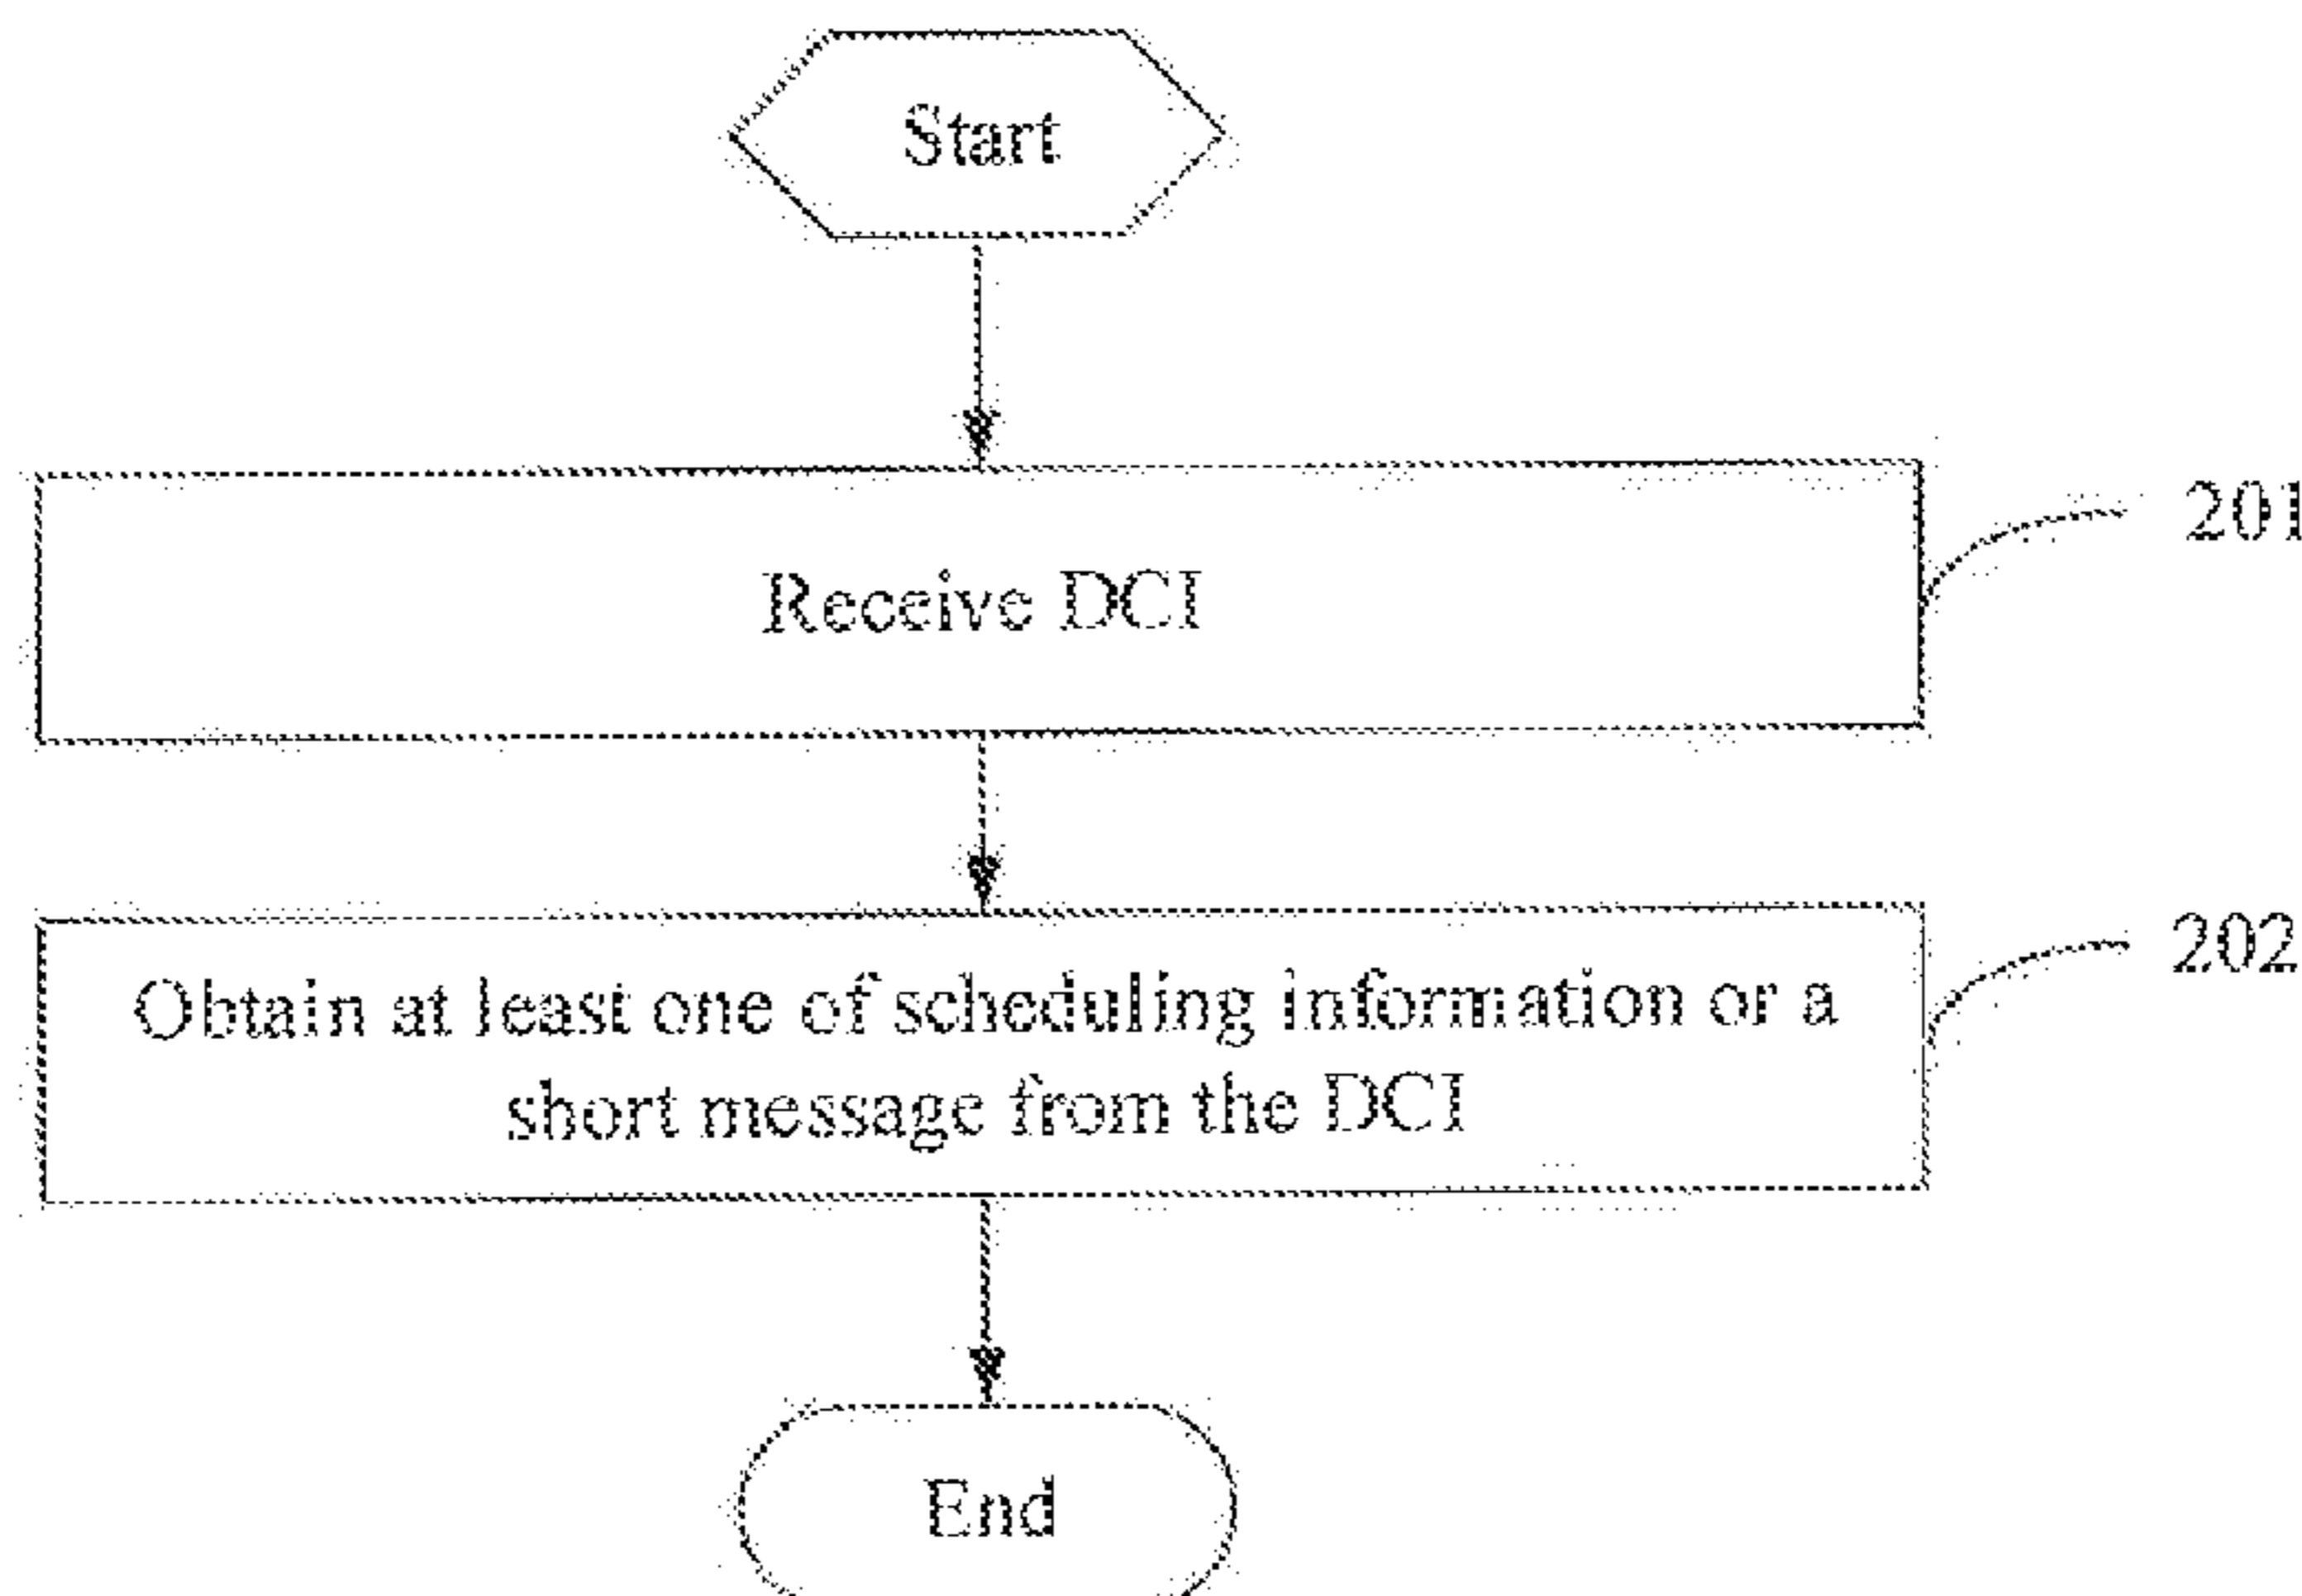 Start
Receive DCI
201
Obtain at least one of scheduling information or a
short message from the DCI
202
End